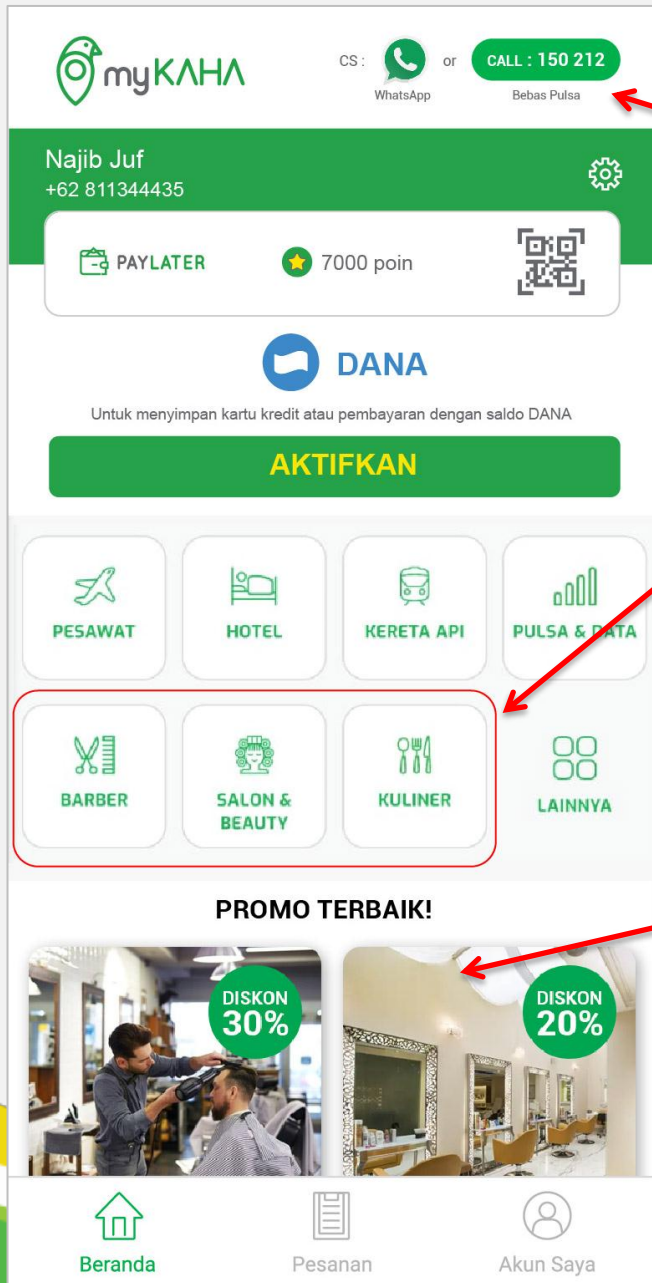 myKAHA
CS : or CALL : 150 212
WhatsApp Bebas Pulsa
Najib Juf
+62 811344435
PAYLATER 7000 poin
DANA
Untuk menyimpan kartu kredit atau pembayaran dengan saldo DANA
AKTIFKAN
PESAWAT HOTEL KERETA API PULSA & DATA
BARBER SALON & BEAUTY KULINER LAINNYA
PROMO TERBAIK!
DISKON 30%
DISKON 20%
Beranda Pesanan Akun Saya